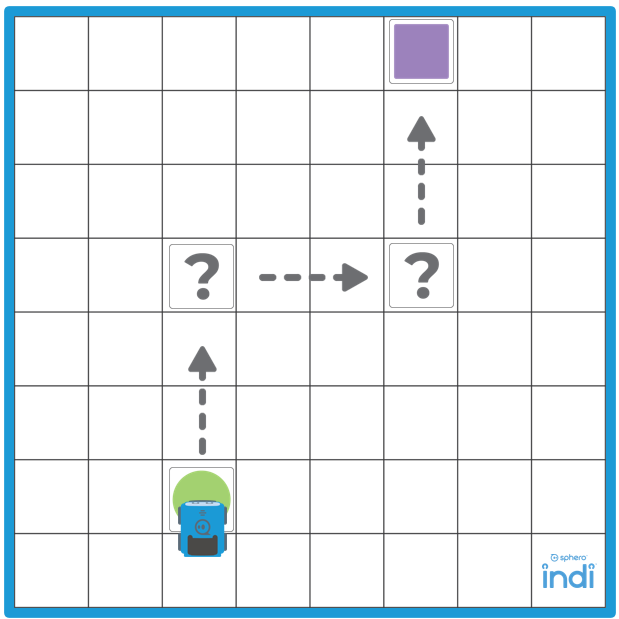 ? ?
sphero
indi